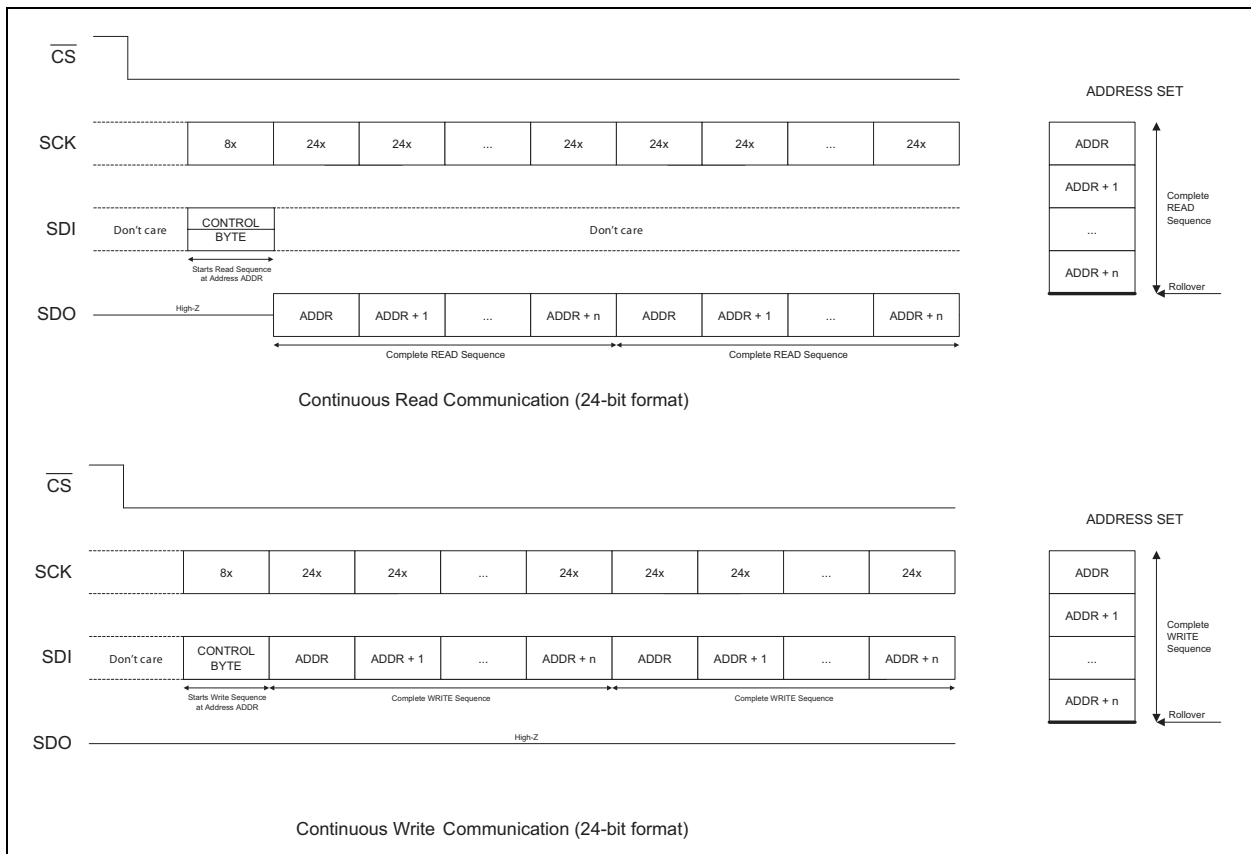 CS
ADDRESS SET
SCK
8x 24x 24x ... 24x 24x 24x ... 24x
ADDR
ADDR + 1
...
ADDR + n
Complete
READ
Sequence
Rollover
SDI
Don't care
CONTROL
BYTE
Don't care
Starts Read Sequence
at Address ADDR
SDO
High-Z
ADDR ADDR + 1 ... ADDR + n ADDR ADDR + 1 ... ADDR + n
Complete READ Sequence Complete READ Sequence
Continuous Read Communication (24-bit format)
CS
ADDRESS SET
SCK
8x 24x 24x ... 24x 24x 24x ... 24x
ADDR
ADDR + 1
...
ADDR + n
Complete
WRITE
Sequence
Rollover
SDI
Don't care
CONTROL
BYTE
ADDR ADDR + 1 ... ADDR + n ADDR ADDR + 1 ... ADDR + n
Starts Write Sequence
at Address ADDR
Complete WRITE Sequence Complete WRITE Sequence
SDO
High-Z
Continuous Write Communication (24-bit format)